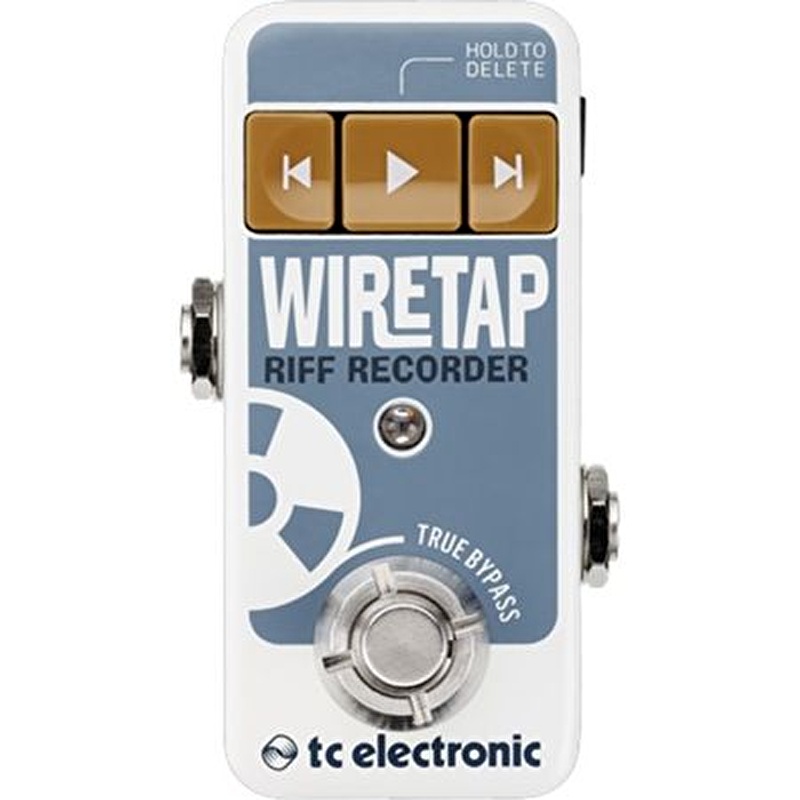 HOLD TO
DELETE
WIRETAP
RIFF RECORDER
TRUE BYPASS
tc electronic